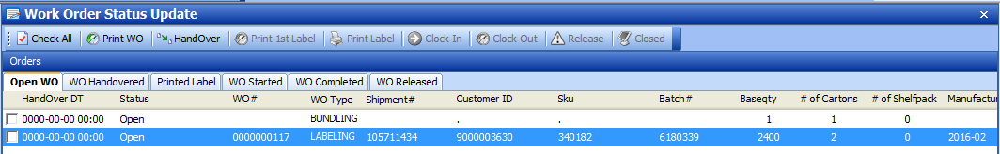 Work Order Status Update
Check All Print WO HandOver Print 1st Label Print Label Clock-In Clock-Out Release Closed
Orders
Open WO WO Handovered Printed Label WO Started WO Completed WO Released
HandOver DT Status WO# WO Type Shipment# Customer ID Sku Batch# Baseqty # of Cartons # of Shelfpack Manufactu
0000-00-00 00:00 Open BUNDLING . . 1 1 0
0000-00-00 00:00 Open 0000000117 LABELING 105711434 9000003630 340182 6180339 2400 2 0 2016-02